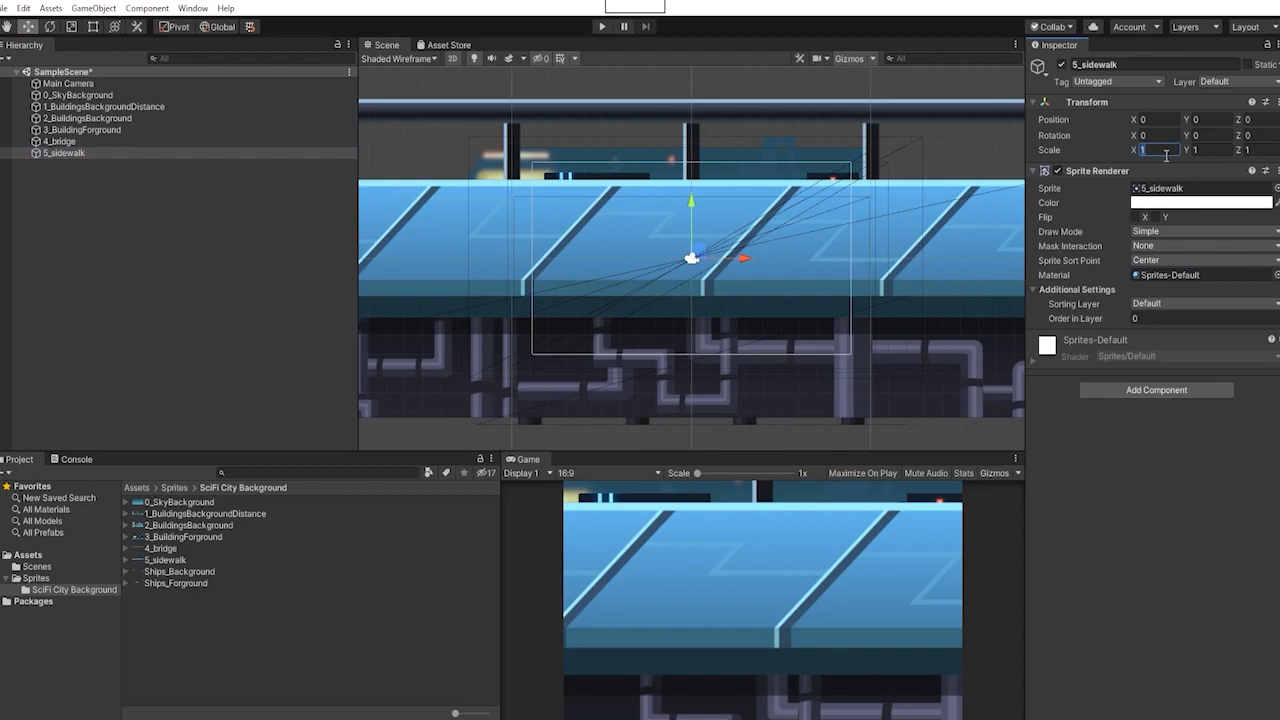 ile Edit Assets GameObject Component Window Help
Pivot Global Collab Account Layers Layout
Hierarchy
All
SampleScene*
Main Camera
0_SkyBackground
1_BuildingsBackgroundDistance
2_BuildingsBackground
3_BuildingForground
4_bridge
5_sidewalk
Scene Asset Store
Shaded Wireframe 2D 0 Gizmos All
Inspector
5_sidewalk Static
Tag Untagged Layer Default
Transform
Position X 0 Y 0 Z 0
Rotation X 0 Y 0 Z 0
Scale X 1 Y 1 Z 1
Sprite Renderer
Sprite 5_sidewalk
Color
Flip X Y
Draw Mode Simple
Mask Interaction None
Sprite Sort Point Center
Material Sprites-Default
Additional Settings
Sorting Layer Default
Order in Layer 0
Sprites-Default
Shader Sprites/Default
Add Component
Project Console
17
Favorites
New Saved Search
All Materials
All Models
All Prefabs
Assets
Scenes
Sprites
SciFi City Background
Packages
Assets > Sprites > SciFi City Background
0_SkyBackground
1_BuildingsBackgroundDistance
2_BuildingsBackground
3_BuildingForground
4_bridge
5_sidewalk
Ships_Background
Ships_Forground
Game
Display 1 16:9 Scale 1x Maximize On Play Mute Audio Stats Gizmos